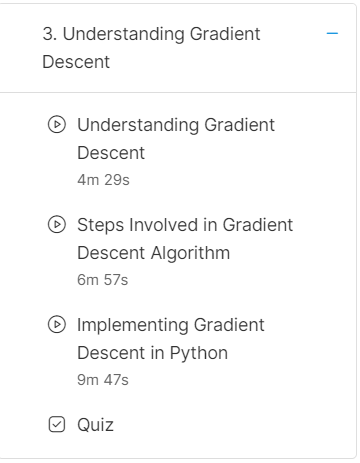 3. Understanding Gradient
Descent
Understanding Gradient
Descent
4m 29s
Steps Involved in Gradient
Descent Algorithm
6m 57s
Implementing Gradient
Descent in Python
9m 47s
Quiz